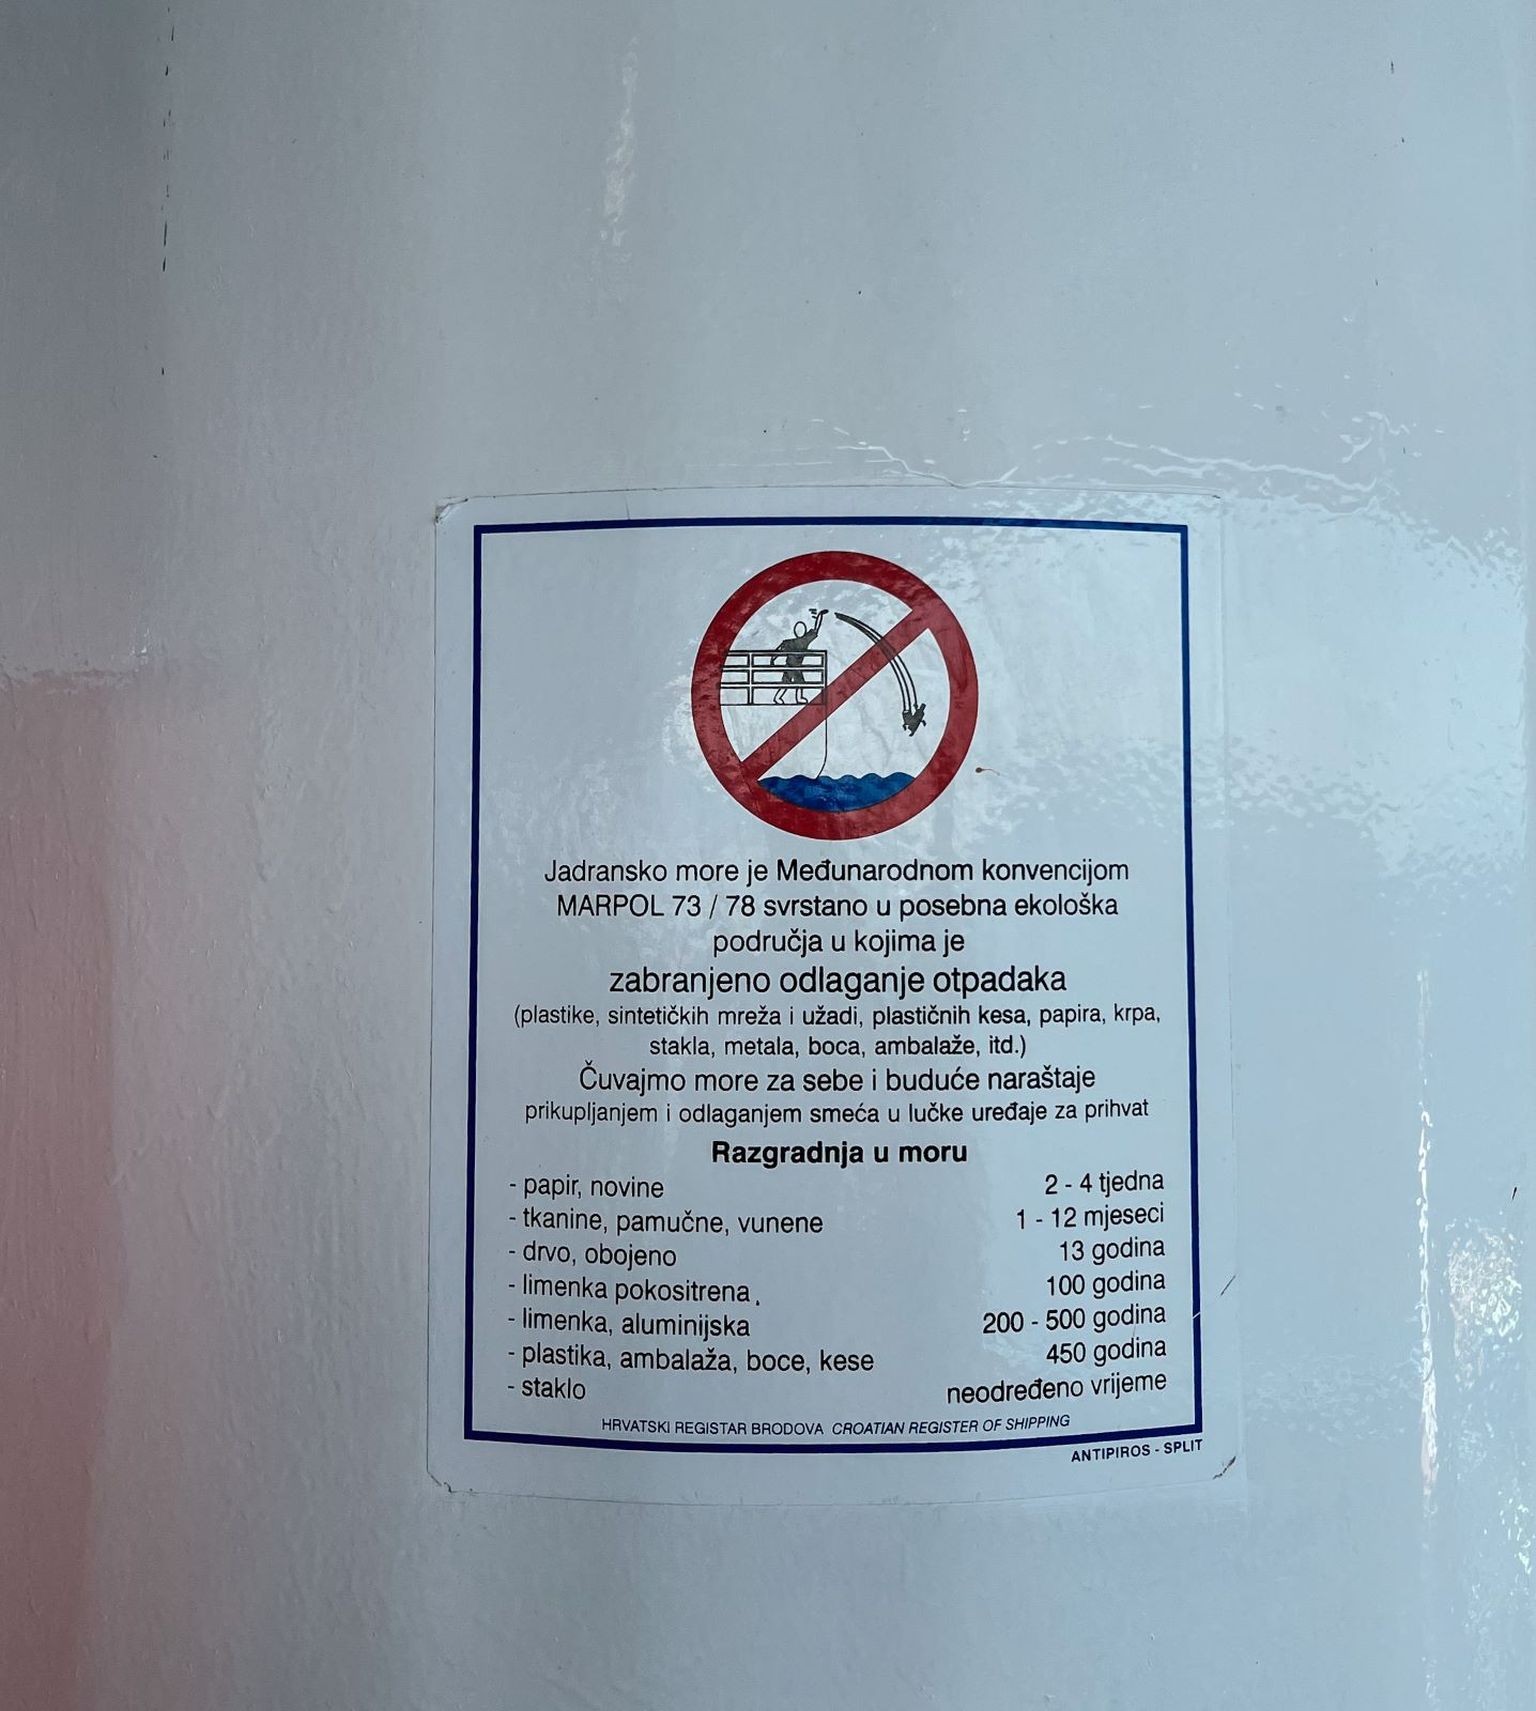 Jadransko more je Međunarodnom konvencijom
MARPOL 73 / 78 svrstano u posebna ekološka
područja u kojima je
zabranjeno odlaganje otpadaka
(plastike, sintetičkih mreža i užadi, plastičnih kesa, papira, krpa,
stakla, metala, boca, ambalaže, itd.)
Čuvajmo more za sebe i buduće naraštaje
prikupljanjem i odlaganjem smeća u lučke uređaje za prihvat
Razgradnja u moru
- papir, novine 2 - 4 tjedna
- tkanine, pamučne, vunene 1 - 12 mjeseci
- drvo, obojeno 13 godina
- limenka pokositrena. 100 godina
- limenka, aluminijska 200 - 500 godina
- plastika, ambalaža, boce, kese 450 godina
- staklo neodređeno vrijeme
HRVATSKI REGISTAR BRODOVA CROATIAN REGISTER OF SHIPPING
ANTIPIROS - SPLIT